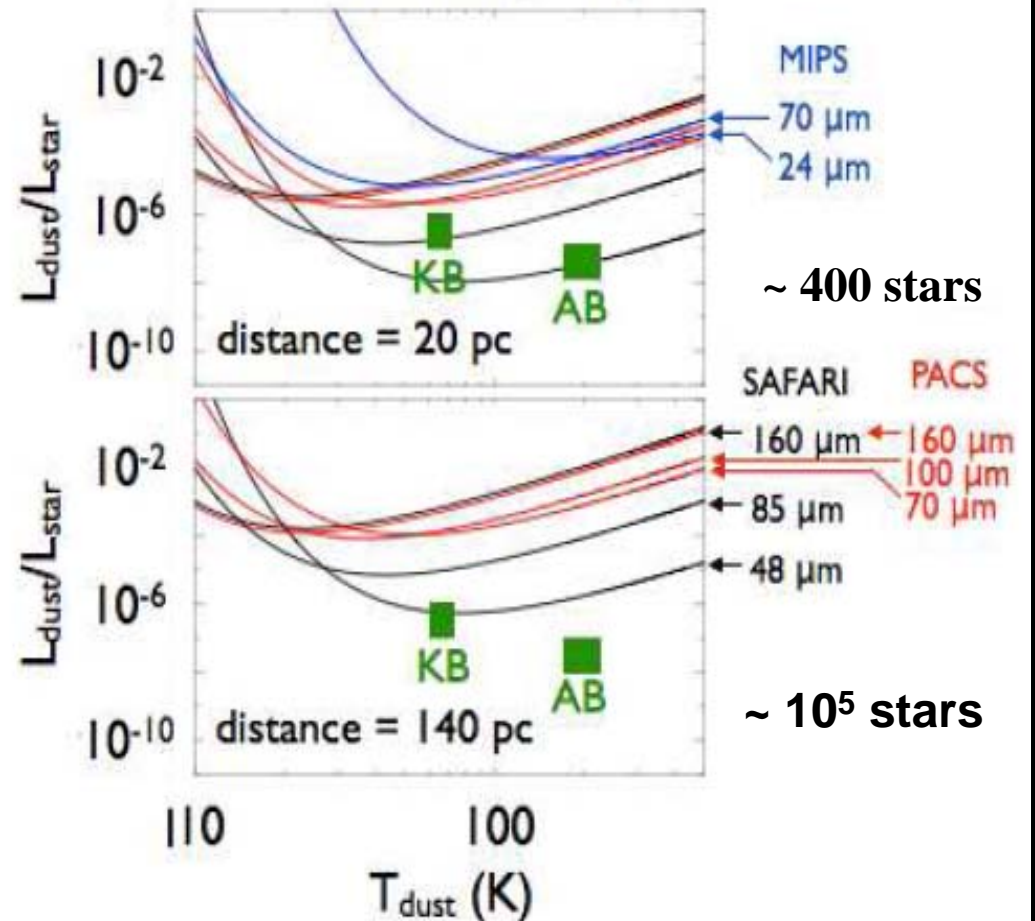 10⁻²
10⁻⁶
10⁻¹⁰
Ldust/Lstar
KB
AB
distance = 20 pc
MIPS
70 µm
24 µm
~ 400 stars
SAFARI
PACS
160 µm
160 µm
100 µm
70 µm
85 µm
48 µm
10⁻²
10⁻⁶
10⁻¹⁰
Ldust/Lstar
KB
AB
distance = 140 pc
~ 10⁵ stars
110
100
Tdust (K)